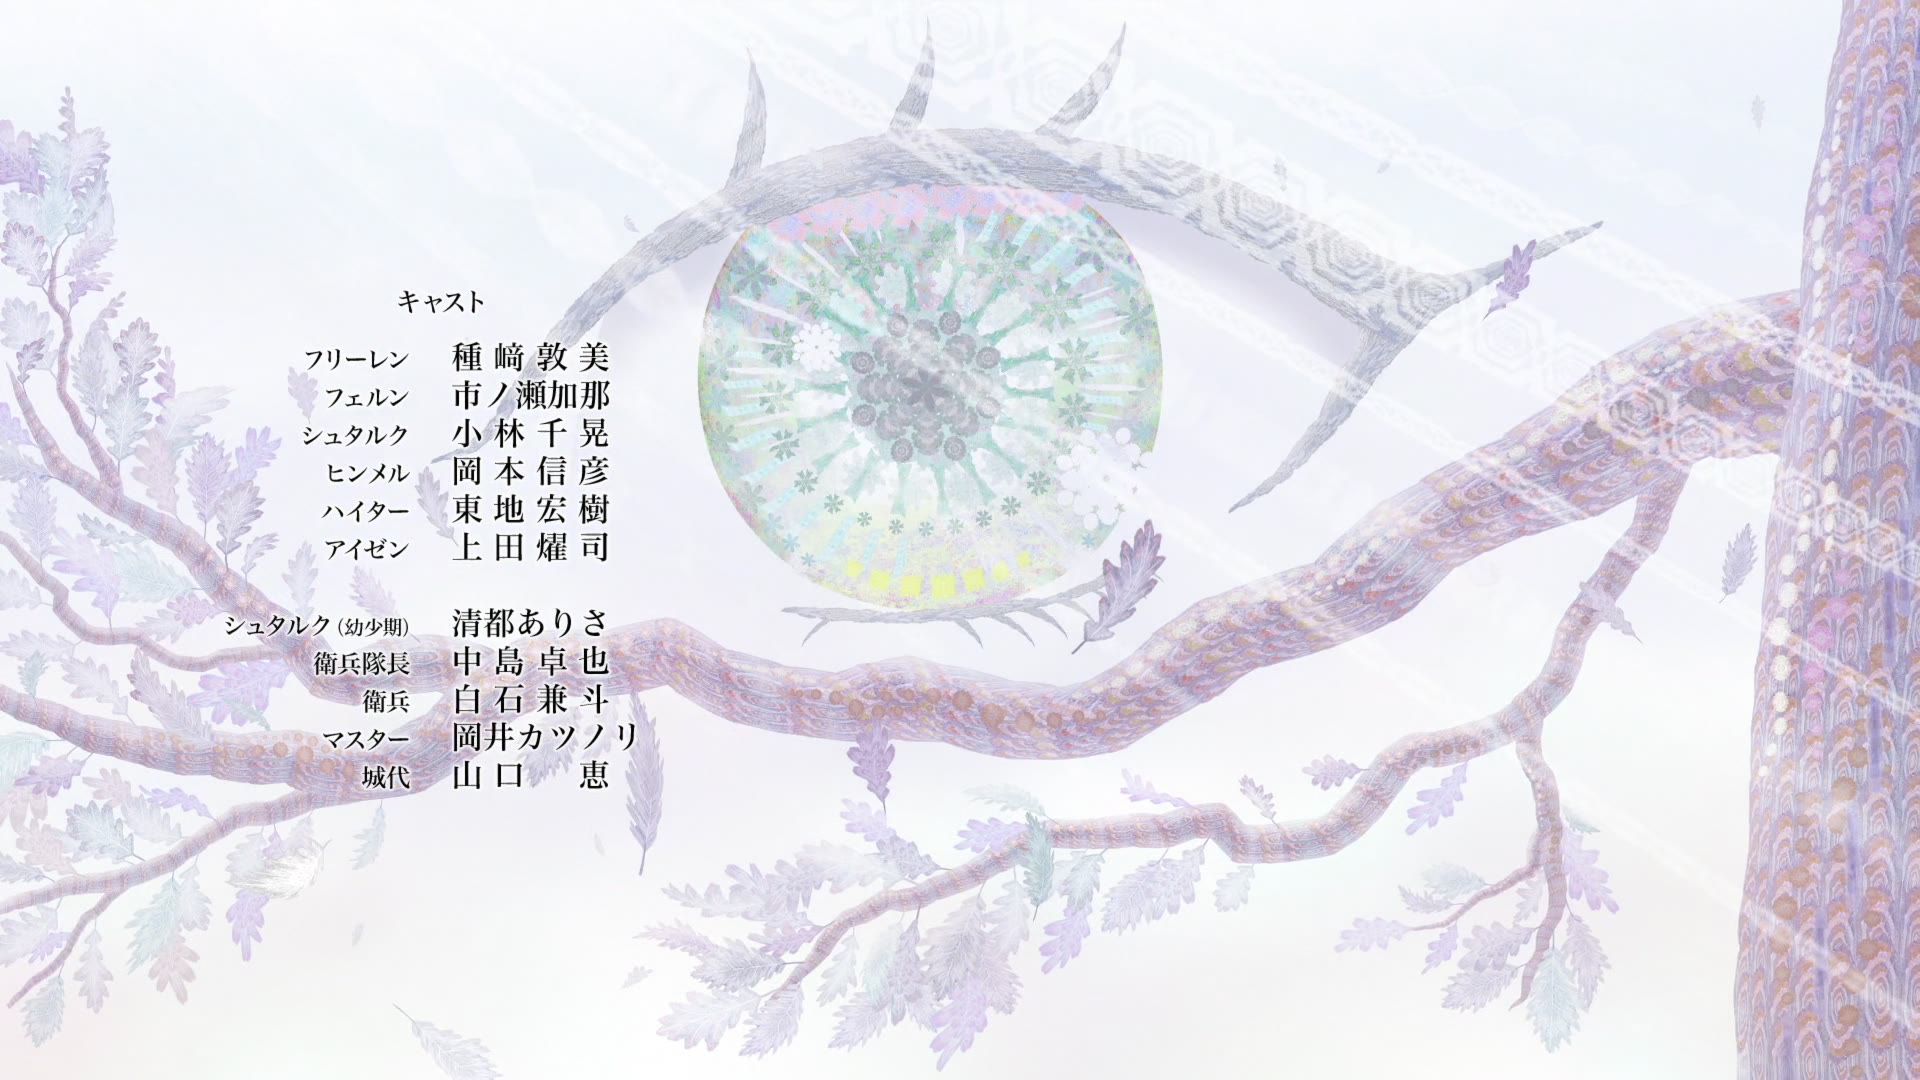 キャスト
フリーレン 種﨑敦美
フェルン 市ノ瀬加那
シュタルク 小林千晃
ヒンメル 岡本信彦
ハイター 東地宏樹
アイゼン 上田燿司
シュタルク（幼少期） 清都ありさ
衛兵隊長 中島卓也
衛兵 白石兼斗
マスター 岡井カツノリ
城代 山口 恵